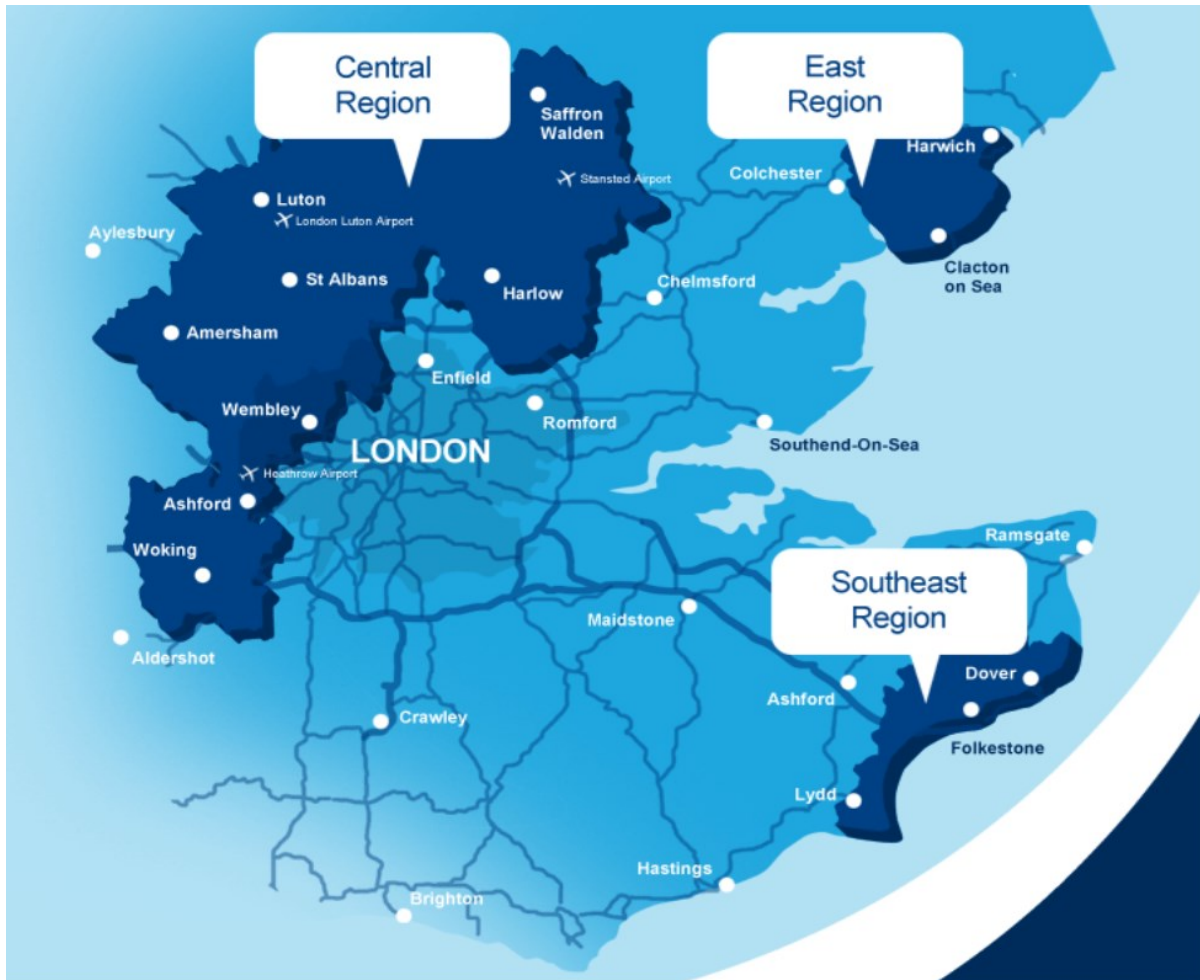 Central
Region
East
Region
Saffron
Walden
Harwich
Stansted Airport
Colchester
Luton
London Luton Airport
Aylesbury
Clacton
on Sea
St Albans
Harlow
Chelmsford
Amersham
Enfield
Wembley
Romford
LONDON
Southend-On-Sea
Heathrow Airport
Ashford
Ramsgate
Woking
Southeast
Region
Maidstone
Aldershot
Dover
Ashford
Crawley
Folkestone
Lydd
Hastings
Brighton